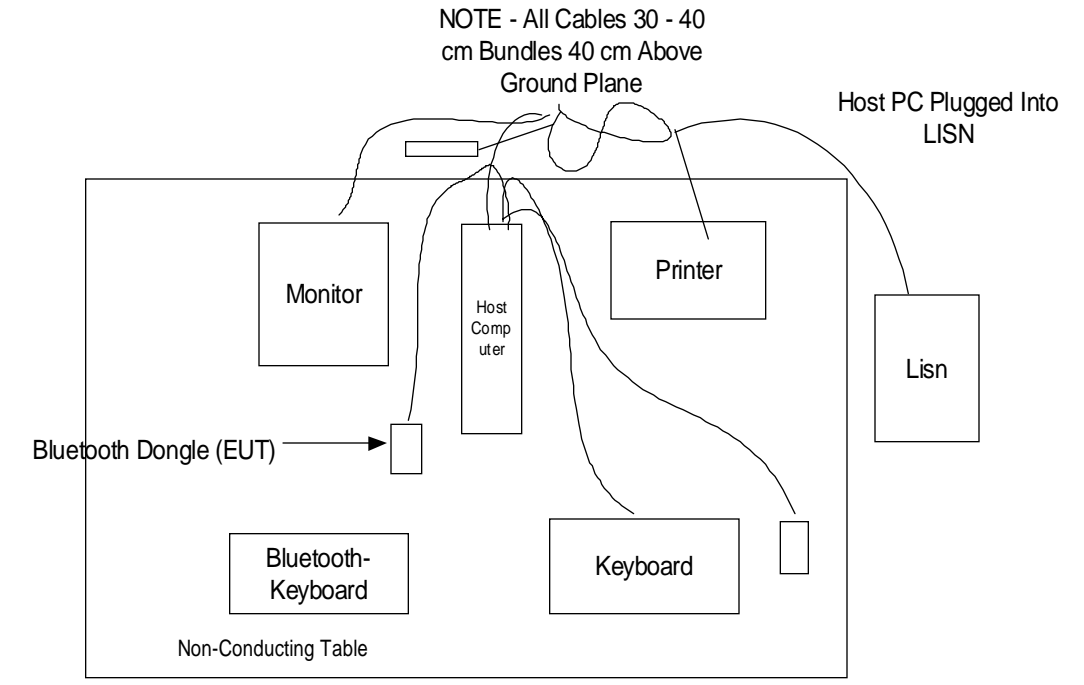 NOTE - All Cables 30 - 40
cm Bundles 40 cm Above
Ground Plane
Host PC Plugged Into
LISN
Monitor
Host
Comp
uter
Printer
Lisn
Bluetooth Dongle (EUT)
Bluetooth-
Keyboard
Keyboard
Non-Conducting Table